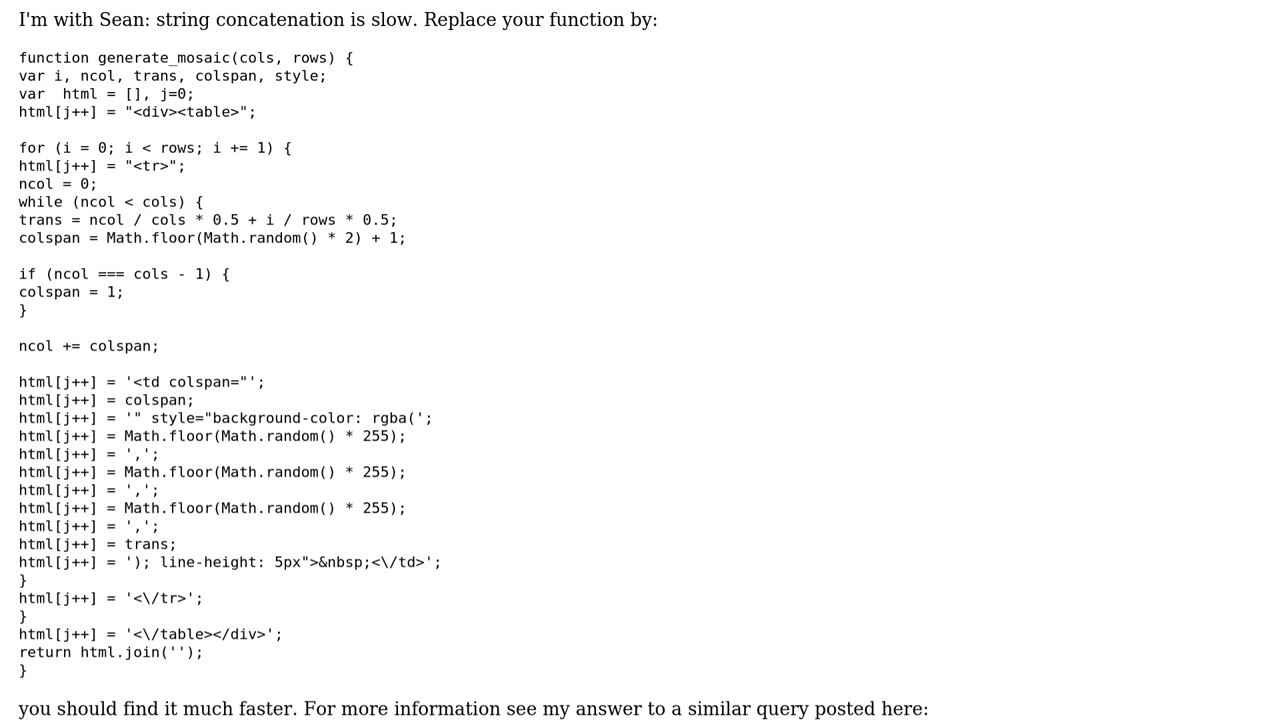 I'm with Sean: string concatenation is slow. Replace your function by:
function generate_mosaic(cols, rows) {
var i, ncol, trans, colspan, style;
var  html = [], j=0;
html[j++] = "<div><table>";
for (i = 0; i < rows; i += 1) {
html[j++] = "<tr>";
ncol = 0;
while (ncol < cols) {
trans = ncol / cols * 0.5 + i / rows * 0.5;
colspan = Math.floor(Math.random() * 2) + 1;
if (ncol === cols - 1) {
colspan = 1;
}
ncol += colspan;
html[j++] = '<td colspan="';
html[j++] = colspan;
html[j++] = '" style="background-color: rgba(';
html[j++] = Math.floor(Math.random() * 255);
html[j++] = ',';
html[j++] = Math.floor(Math.random() * 255);
html[j++] = ',';
html[j++] = Math.floor(Math.random() * 255);
html[j++] = ',';
html[j++] = trans;
html[j++] = '); line-height: 5px">&nbsp;<\/td>';
}
html[j++] = '<\/tr>';
}
html[j++] = '<\/table></div>';
return html.join('');
}
you should find it much faster. For more information see my answer to a similar query posted here: